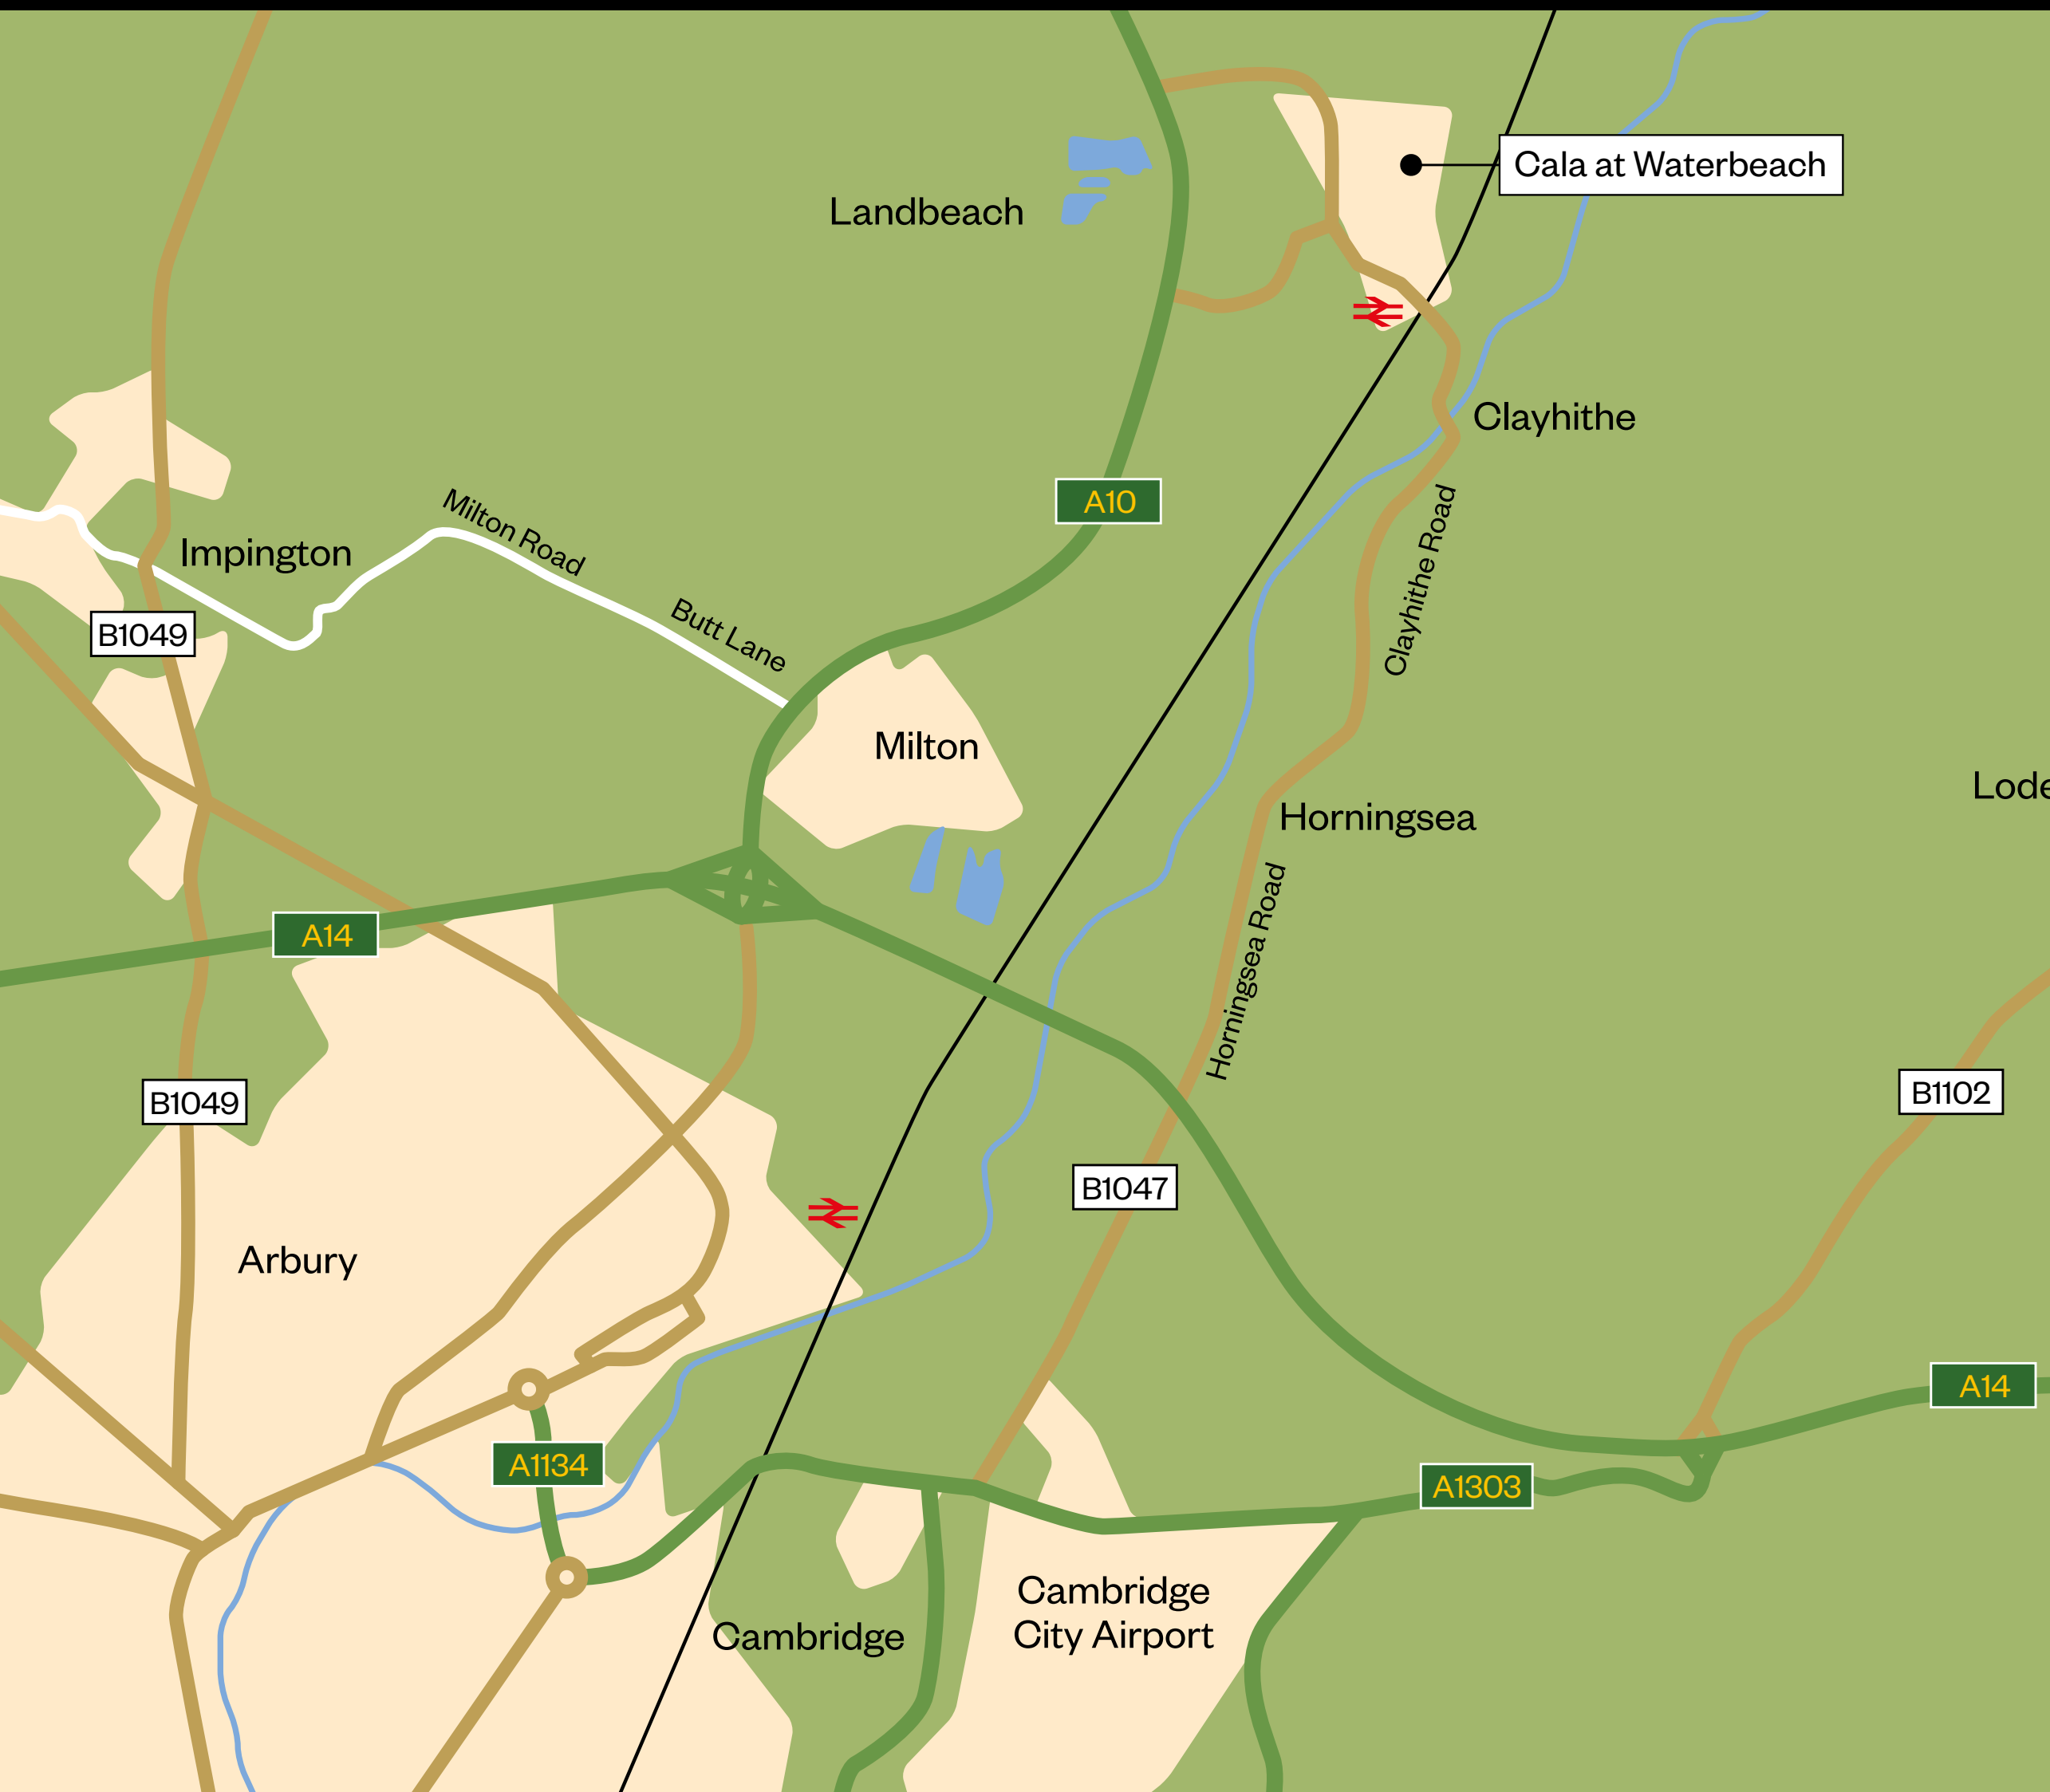 Cala at Waterbeach
Landbeach
Clayhithe
A10
Milton Road
Impington
Clayhithe Road
Butt Lane
B1049
Milton
Lode
Horningsea
A14
Horningsea Road
B1049
B1102
B1047
Arbury
A14
A1134
A1303
Cambridge
City Airport
Cambridge